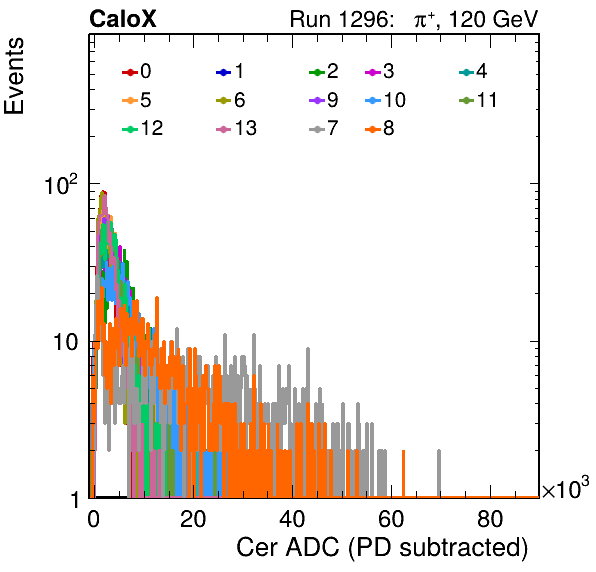 CaloX Run 1296: π⁺, 120 GeV
Events
0 1 2 3 4
5 6 9 10 11
12 13 7 8
10²
10
1
0 20 40 60 80 ×10³
Cer ADC (PD subtracted)